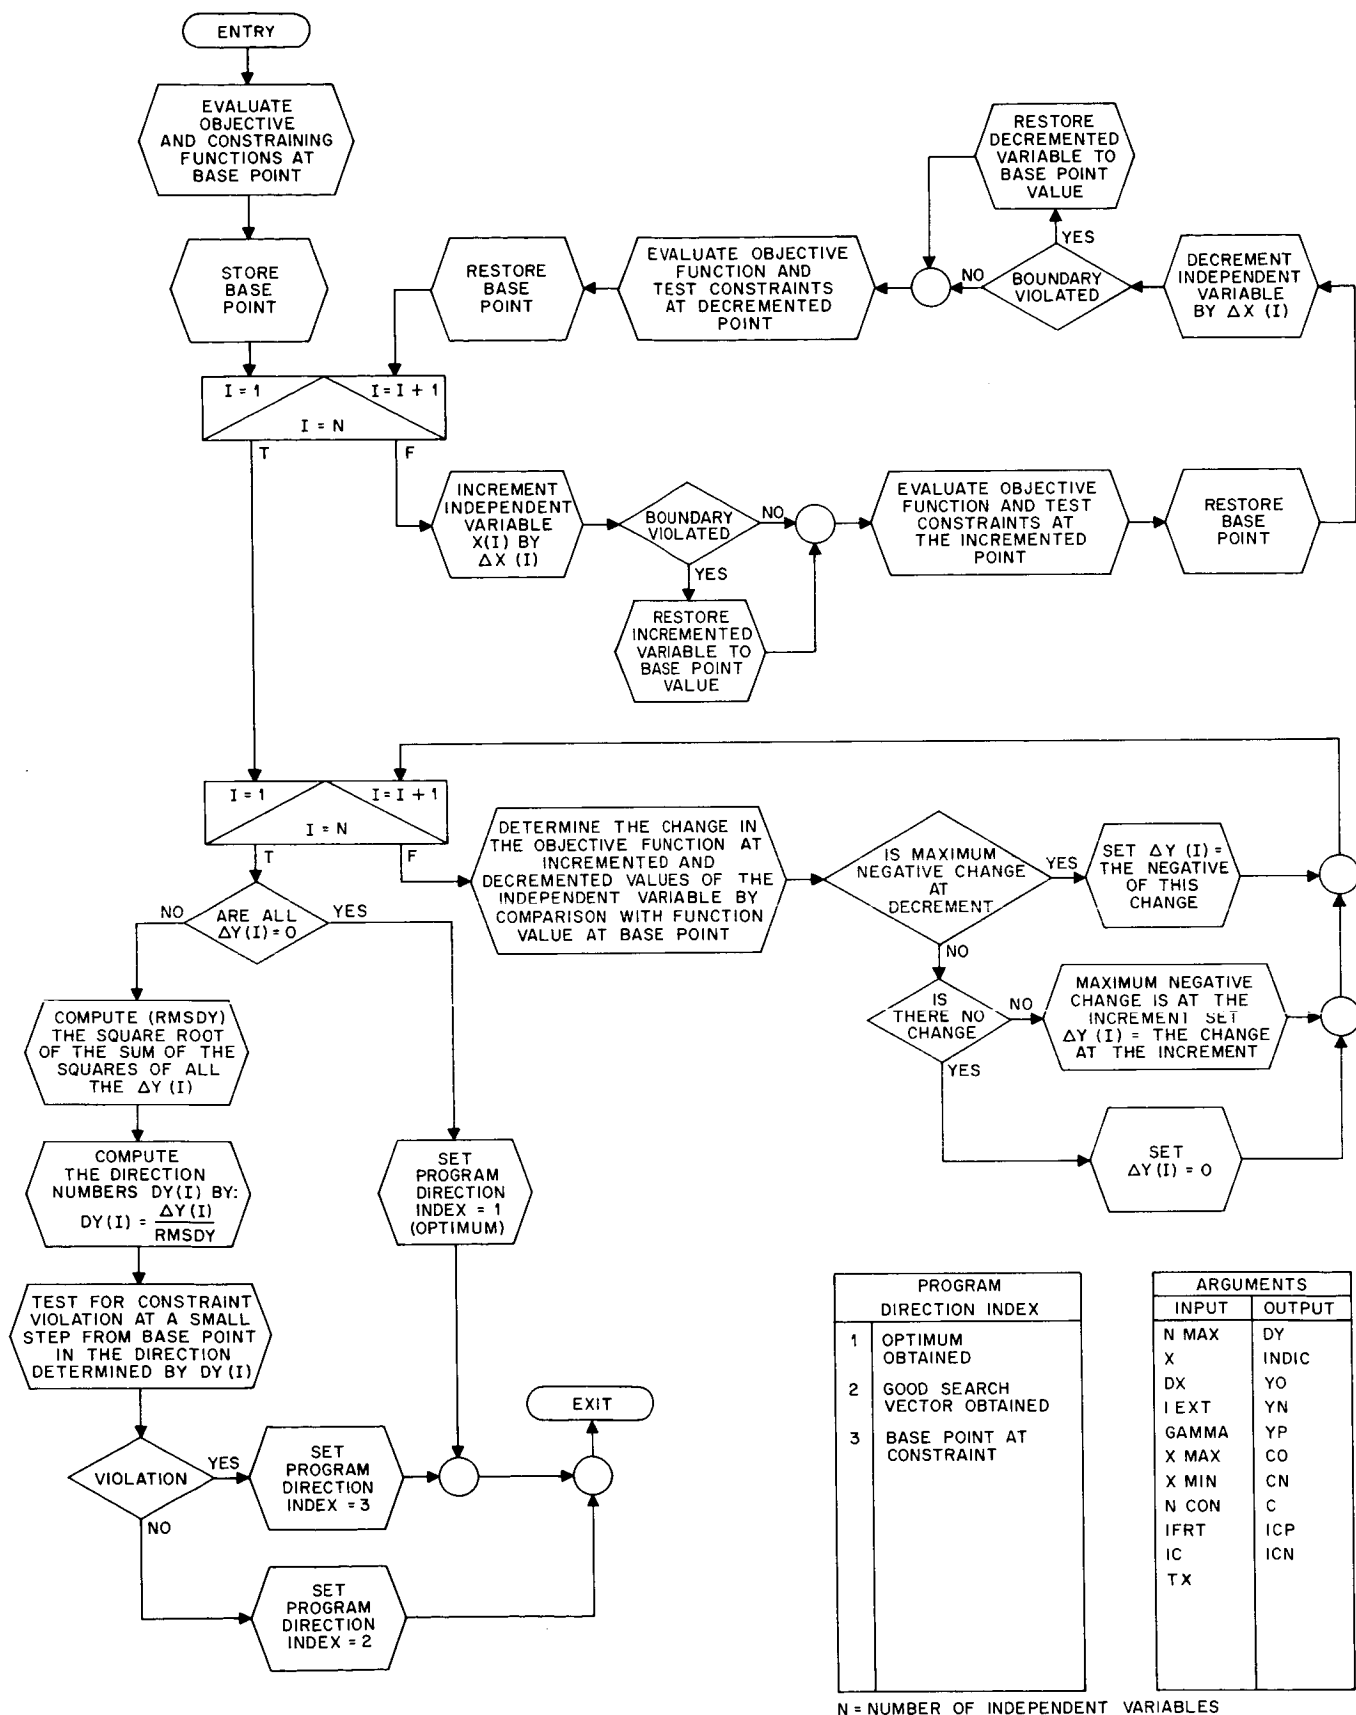 ENTRY
EVALUATE
OBJECTIVE
AND CONSTRAINING
FUNCTIONS AT
BASE POINT
STORE
BASE
POINT
RESTORE
BASE
POINT
EVALUATE OBJECTIVE
FUNCTION AND
TEST CONSTRAINTS
AT DECREMENTED
POINT
RESTORE
DECREMENTED
VARIABLE TO
BASE POINT
VALUE
YES
NO
BOUNDARY
VIOLATED
DECREMENT
INDEPENDENT
VARIABLE
BY ΔX (I)
I = 1
I = I + 1
I = N
T
F
INCREMENT
INDEPENDENT
VARIABLE
X(I) BY
ΔX (I)
BOUNDARY
VIOLATED
NO
YES
RESTORE
INCREMENTED
VARIABLE TO
BASE POINT
VALUE
EVALUATE OBJECTIVE
FUNCTION AND TEST
CONSTRAINTS AT
THE INCREMENTED
POINT
RESTORE
BASE
POINT
I = 1
I = I + 1
I = N
T
F
DETERMINE THE CHANGE IN
THE OBJECTIVE FUNCTION AT
INCREMENTED AND
DECREMENTED VALUES OF THE
INDEPENDENT VARIABLE BY
COMPARISON WITH FUNCTION
VALUE AT BASE POINT
IS MAXIMUM
NEGATIVE CHANGE
AT
DECREMENT
YES
SET ΔY (I) =
THE NEGATIVE
OF THIS
CHANGE
NO
IS
THERE NO
CHANGE
NO
MAXIMUM NEGATIVE
CHANGE IS AT THE
INCREMENT SET
ΔY (I) = THE CHANGE
AT THE INCREMENT
YES
SET
ΔY(I) = 0
NO
ARE ALL
ΔY(I) = 0
YES
COMPUTE (RMSDY)
THE SQUARE ROOT
OF THE SUM OF THE
SQUARES OF ALL
THE ΔY (I)
COMPUTE
THE DIRECTION
NUMBERS DY(I) BY:
DY(I) = ΔY(I)
RMSDY
SET
PROGRAM
DIRECTION
INDEX = 1
(OPTIMUM)
TEST FOR CONSTRAINT
VIOLATION AT A SMALL
STEP FROM BASE POINT
IN THE DIRECTION
DETERMINED BY DY(I)
VIOLATION
YES
NO
SET
PROGRAM
DIRECTION
INDEX = 3
EXIT
SET
PROGRAM
DIRECTION
INDEX = 2
PROGRAM
DIRECTION INDEX
1 OPTIMUM
OBTAINED
2 GOOD SEARCH
VECTOR OBTAINED
3 BASE POINT AT
CONSTRAINT
ARGUMENTS
INPUT OUTPUT
N MAX DY
X INDIC
DX YO
I EXT YN
GAMMA YP
X MAX CO
X MIN CN
N CON C
IFRT ICP
IC ICN
TX
N = NUMBER OF INDEPENDENT VARIABLES